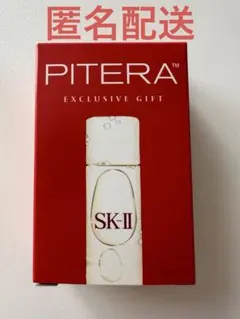 匿名配送
PITERA™
EXCLUSIVE GIFT
SK-II